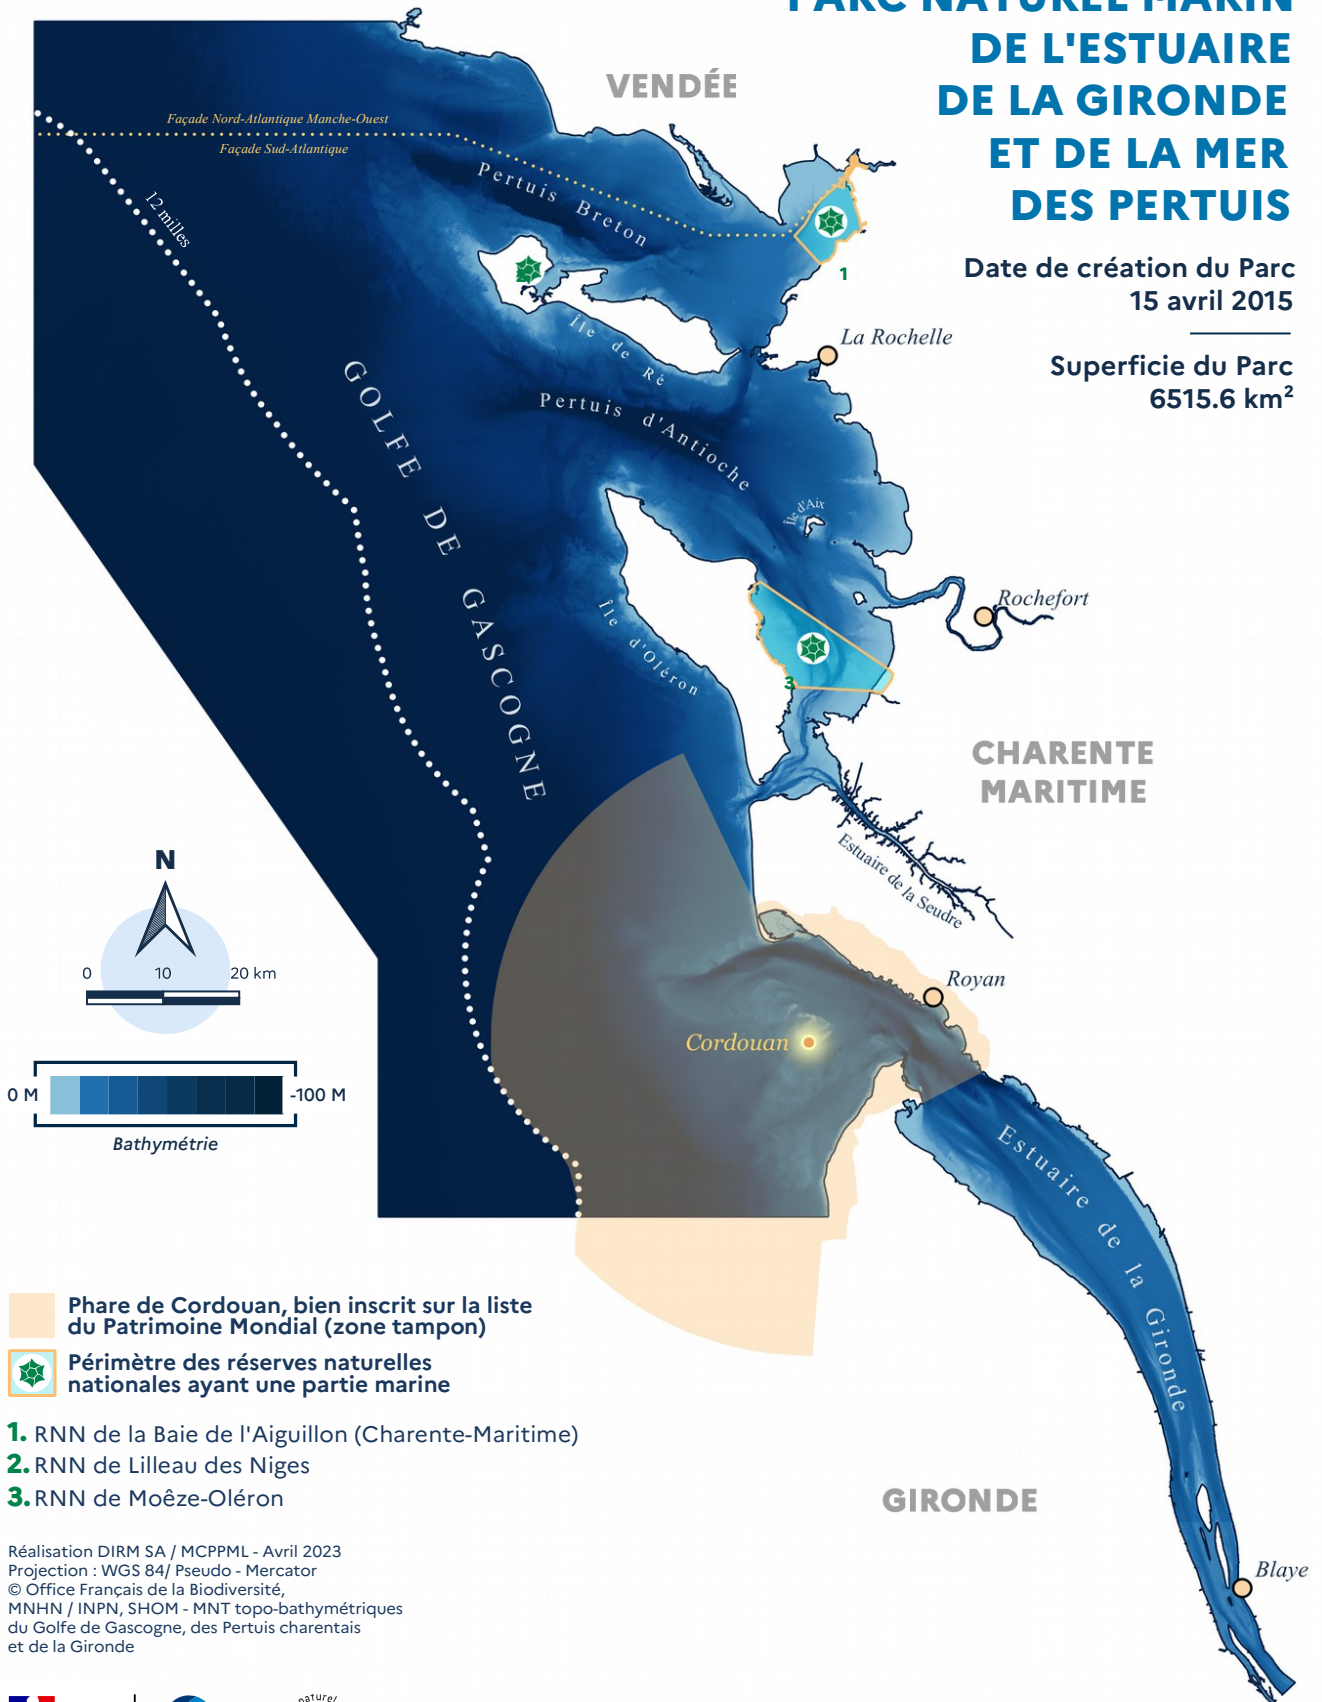 PARC NATUREL MARIN
DE L'ESTUAIRE
DE LA GIRONDE
ET DE LA MER
DES PERTUIS
Date de création du Parc
15 avril 2015
Superficie du Parc
6515.6 km²
VENDÉE
Façade Nord-Atlantique Manche-Ouest
Façade Sud-Atlantique
12 milles
Pertuis Breton
1
Île de Ré
La Rochelle
Pertuis d'Antioche
GOLFE DE GASCOGNE
Île d'Aix
Rochefort
Île d'Oléron
3
CHARENTE
MARITIME
Estuaire de la Seudre
N
0 10 20 km
Royan
Cordouan
0 M -100 M
Bathymétrie
Estuaire de la Gironde
Phare de Cordouan, bien inscrit sur la liste
du Patrimoine Mondial (zone tampon)
Périmètre des réserves naturelles
nationales ayant une partie marine
1. RNN de la Baie de l'Aiguillon (Charente-Maritime)
2. RNN de Lilleau des Niges
3. RNN de Moêze-Oléron
GIRONDE
Blaye
Réalisation DIRM SA / MCPPML - Avril 2023
Projection : WGS 84/ Pseudo - Mercator
© Office Français de la Biodiversité,
MNHN / INPN, SHOM - MNT topo-bathymétriques
du Golfe de Gascogne, des Pertuis charentais
et de la Gironde
naturel